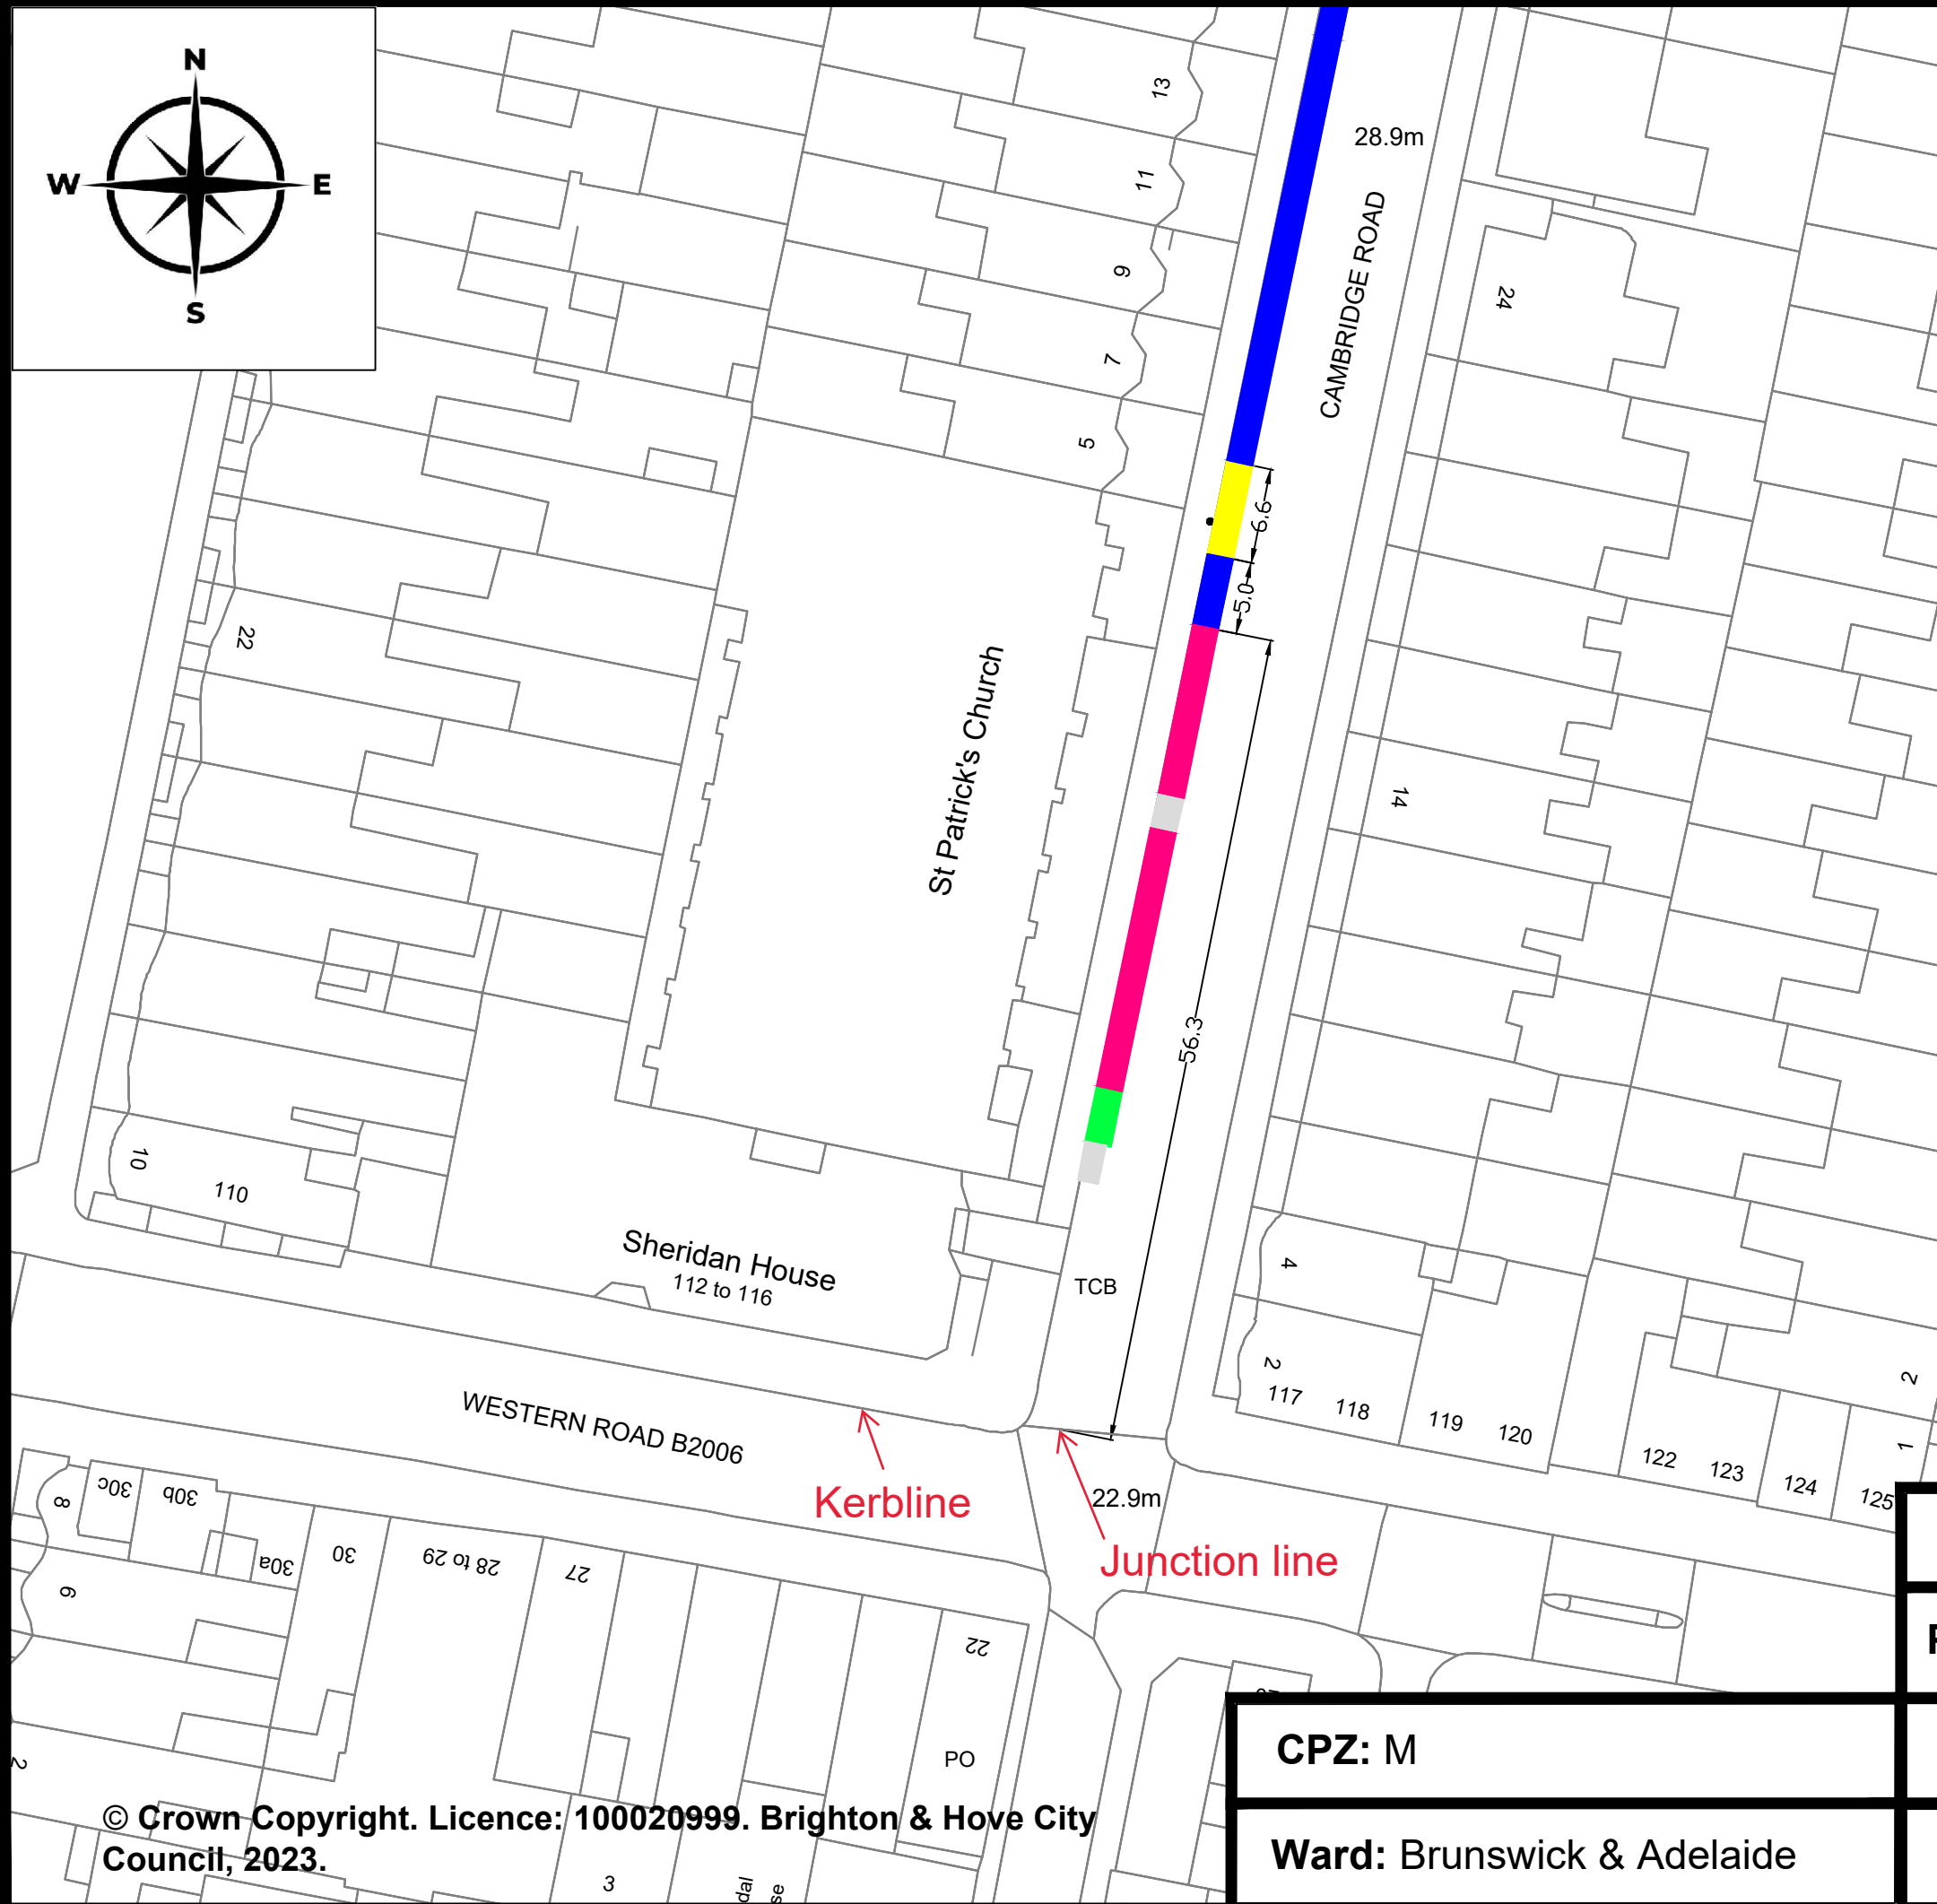 N
W
E
S
13
11
9
7
5
28.9m
CAMBRIDGE ROAD
24
6.6
5.0
22
St Patrick's Church
14
56.3
10
110
Sheridan House
112 to 116
TCB
4
2
117
118
119
120
122
123
124
125
2
1
WESTERN ROAD B2006
Kerbline
22.9m
Junction line
8
30c
30b
30a
30
28 to 29
27
6
22
PO
2
3
dal
se
CPZ: M
Ward: Brunswick & Adelaide
© Crown Copyright. Licence: 100020999. Brighton & Hove City
Council, 2023.